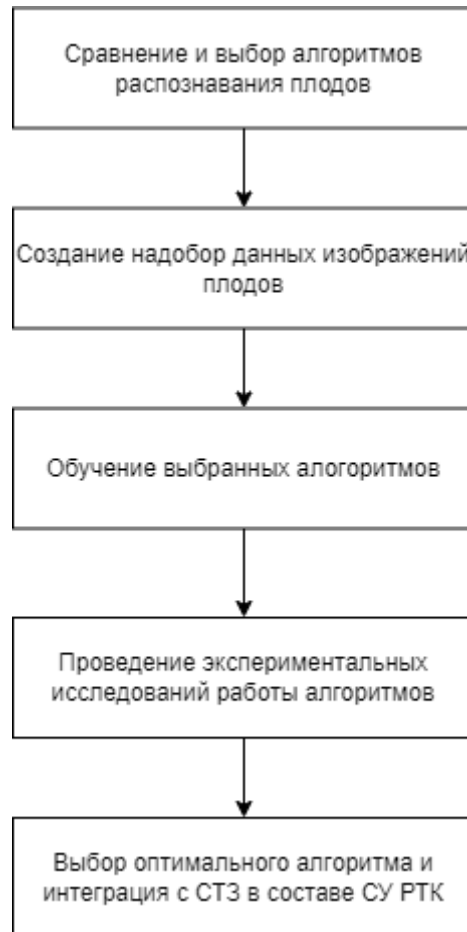 Сравнение и выбор алгоритмов
распознавания плодов
Создание надобор данных изображений
плодов
Обучение выбранных алогоритмов
Проведение экспериментальных
исследований работы алгоритмов
Выбор оптимального алгоритма и
интеграция с СТЗ в составе СУ РТК